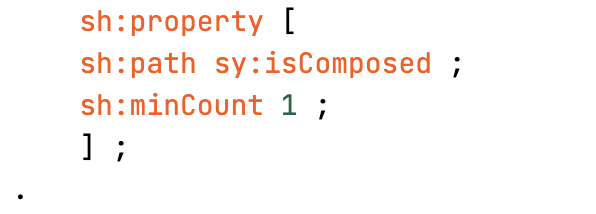 sh:property [
sh:path sy:isComposed ;
sh:minCount 1 ;
] ;
.